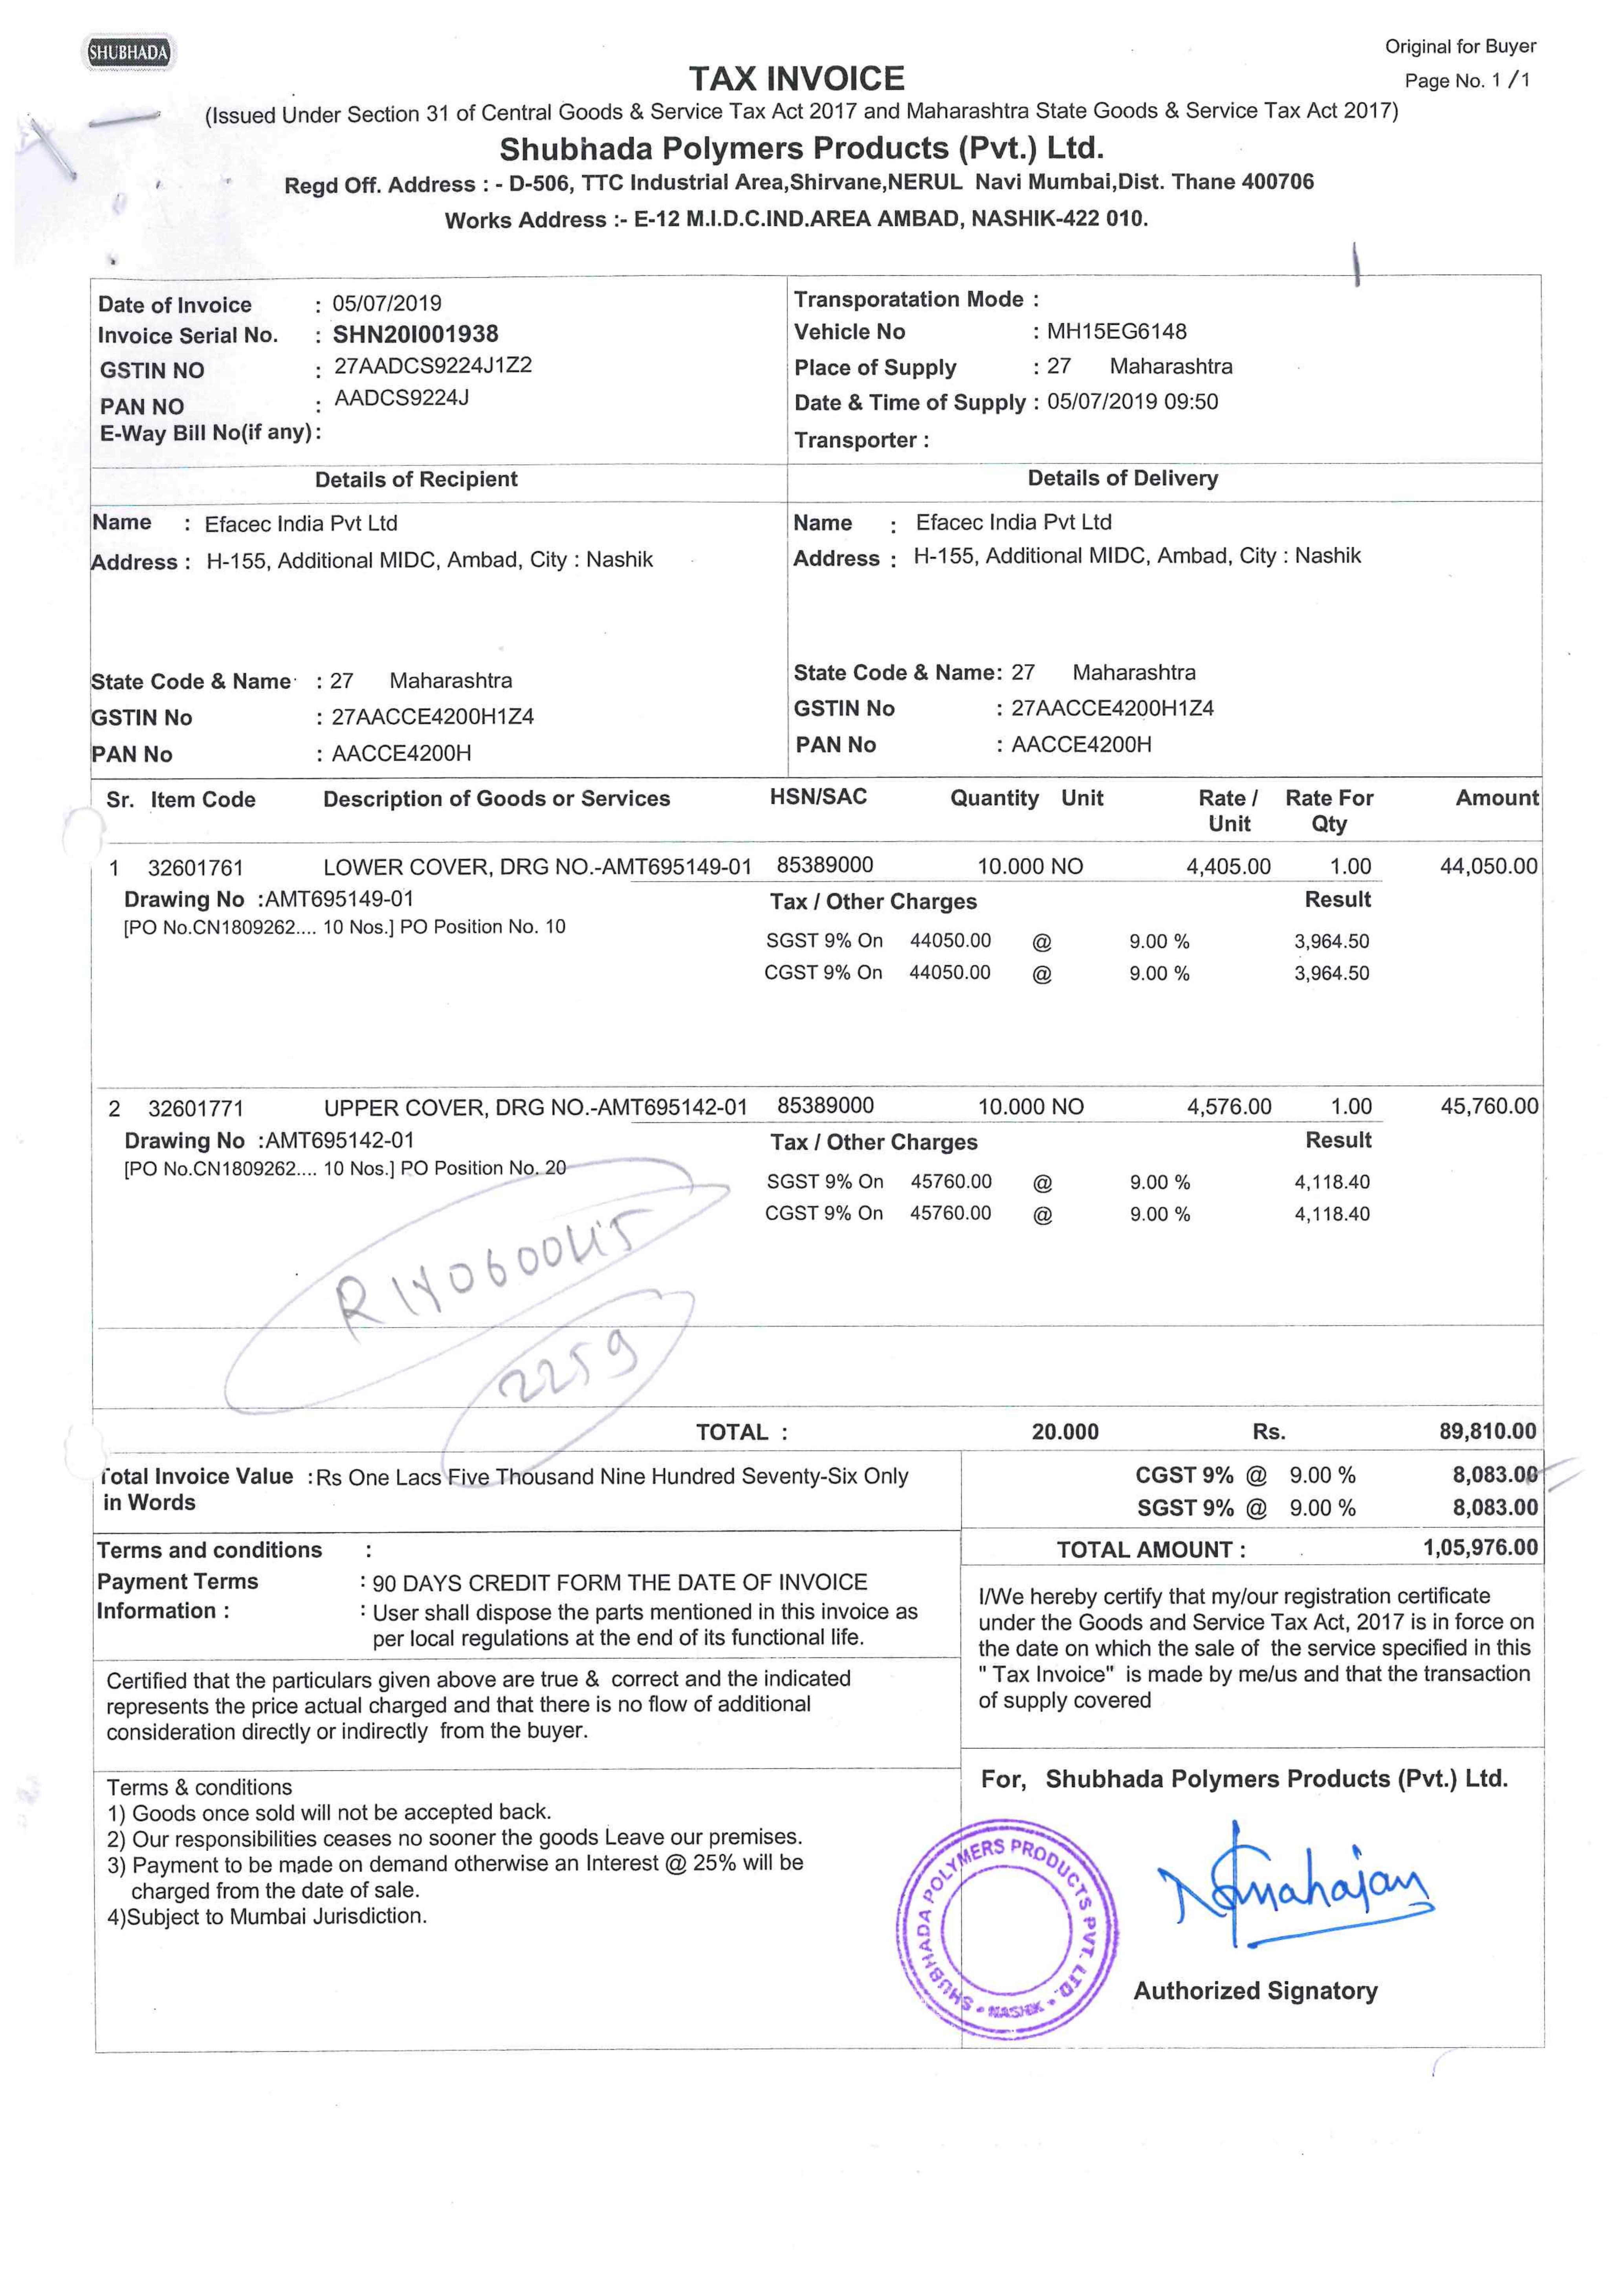 SHUBHADA
Original for Buyer
TAX INVOICE
Page No. 1 /1
(Issued Under Section 31 of Central Goods & Service Tax Act 2017 and Maharashtra State Goods & Service Tax Act 2017)
Shubhada Polymers Products (Pvt.) Ltd.
Regd Off. Address : - D-506, TTC Industrial Area,Shirvane,NERUL Navi Mumbai,Dist. Thane 400706
Works Address :- E-12 M.I.D.C.IND.AREA AMBAD, NASHIK-422 010.
Date of Invoice : 05/07/2019
Invoice Serial No. : SHN20I001938
GSTIN NO : 27AADCS9224J1Z2
PAN NO : AADCS9224J
E-Way Bill No(if any) :
Transporatation Mode :
Vehicle No : MH15EG6148
Place of Supply : 27 Maharashtra
Date & Time of Supply : 05/07/2019 09:50
Transporter :
Details of Recipient
Name : Efacec India Pvt Ltd
Address : H-155, Additional MIDC, Ambad, City : Nashik
State Code & Name : 27 Maharashtra
GSTIN No : 27AACCE4200H1Z4
PAN No : AACCE4200H
Details of Delivery
Name : Efacec India Pvt Ltd
Address : H-155, Additional MIDC, Ambad, City : Nashik
State Code & Name: 27 Maharashtra
GSTIN No : 27AACCE4200H1Z4
PAN No : AACCE4200H
Sr. Item Code Description of Goods or Services HSN/SAC Quantity Unit Rate / Unit Rate For Qty Amount
1 32601761 LOWER COVER, DRG NO.-AMT695149-01 85389000 10.000 NO 4,405.00 1.00 44,050.00
Drawing No :AMT695149-01 Tax / Other Charges Result
[PO No.CN1809262.... 10 Nos.] PO Position No. 10
SGST 9% On 44050.00 @ 9.00 % 3,964.50
CGST 9% On 44050.00 @ 9.00 % 3,964.50
2 32601771 UPPER COVER, DRG NO.-AMT695142-01 85389000 10.000 NO 4,576.00 1.00 45,760.00
Drawing No :AMT695142-01 Tax / Other Charges Result
[PO No.CN1809262.... 10 Nos.] PO Position No. 20
SGST 9% On 45760.00 @ 9.00 % 4,118.40
CGST 9% On 45760.00 @ 9.00 % 4,118.40
2259
TOTAL : 20.000 Rs. 89,810.00
Total Invoice Value : Rs One Lacs Five Thousand Nine Hundred Seventy-Six Only
in Words
CGST 9% @ 9.00 % 8,083.00
SGST 9% @ 9.00 % 8,083.00
TOTAL AMOUNT : 1,05,976.00
Terms and conditions :
Payment Terms : 90 DAYS CREDIT FORM THE DATE OF INVOICE
Information : : User shall dispose the parts mentioned in this invoice as
per local regulations at the end of its functional life.
Certified that the particulars given above are true & correct and the indicated
represents the price actual charged and that there is no flow of additional
consideration directly or indirectly from the buyer.
I/We hereby certify that my/our registration certificate
under the Goods and Service Tax Act, 2017 is in force on
the date on which the sale of the service specified in this
" Tax Invoice" is made by me/us and that the transaction
of supply covered
Terms & conditions
1) Goods once sold will not be accepted back.
2) Our responsibilities ceases no sooner the goods Leave our premises.
3) Payment to be made on demand otherwise an Interest @ 25% will be
charged from the date of sale.
4)Subject to Mumbai Jurisdiction.
For, Shubhada Polymers Products (Pvt.) Ltd.
SHUBHADA POLYMERS PRODUCTS PVT. LTD. • NASHIK •
Authorized Signatory